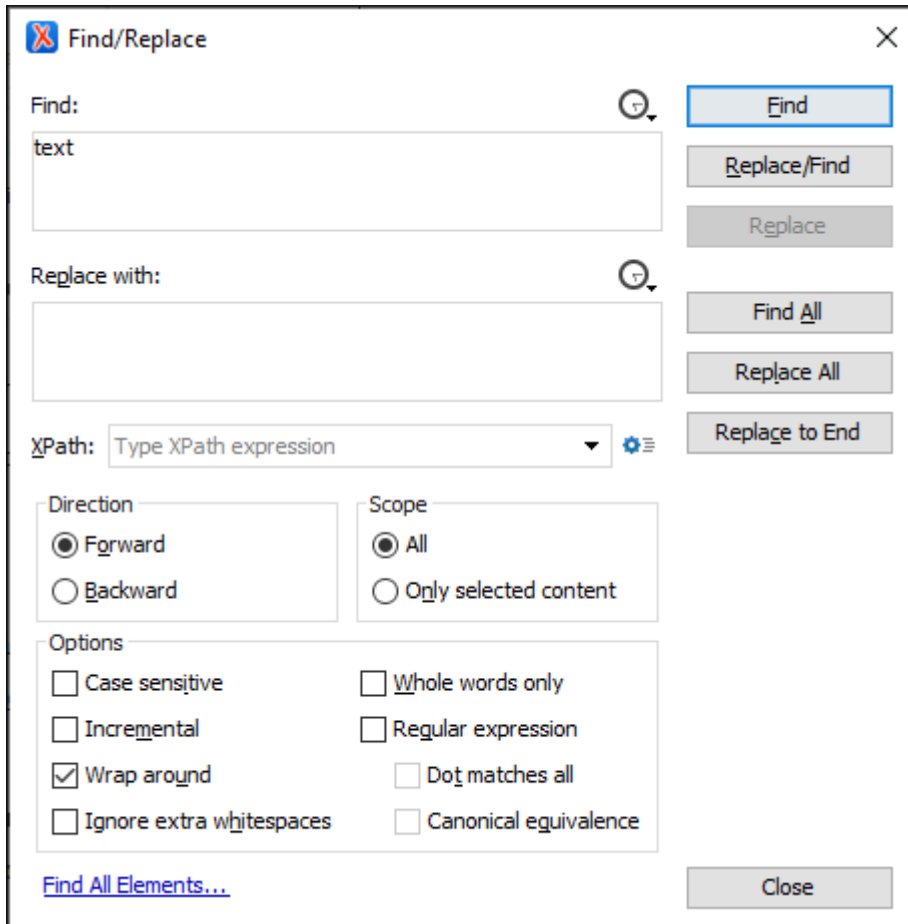 Find/Replace
Find:
Find
text
Replace/Find
Replace
Replace with:
Find All
Replace All
XPath: Type XPath expression
Replace to End
Direction
Scope
Forward
All
Backward
Only selected content
Options
Case sensitive
Whole words only
Incremental
Regular expression
Wrap around
Dot matches all
Ignore extra whitespaces
Canonical equivalence
Find All Elements...
Close